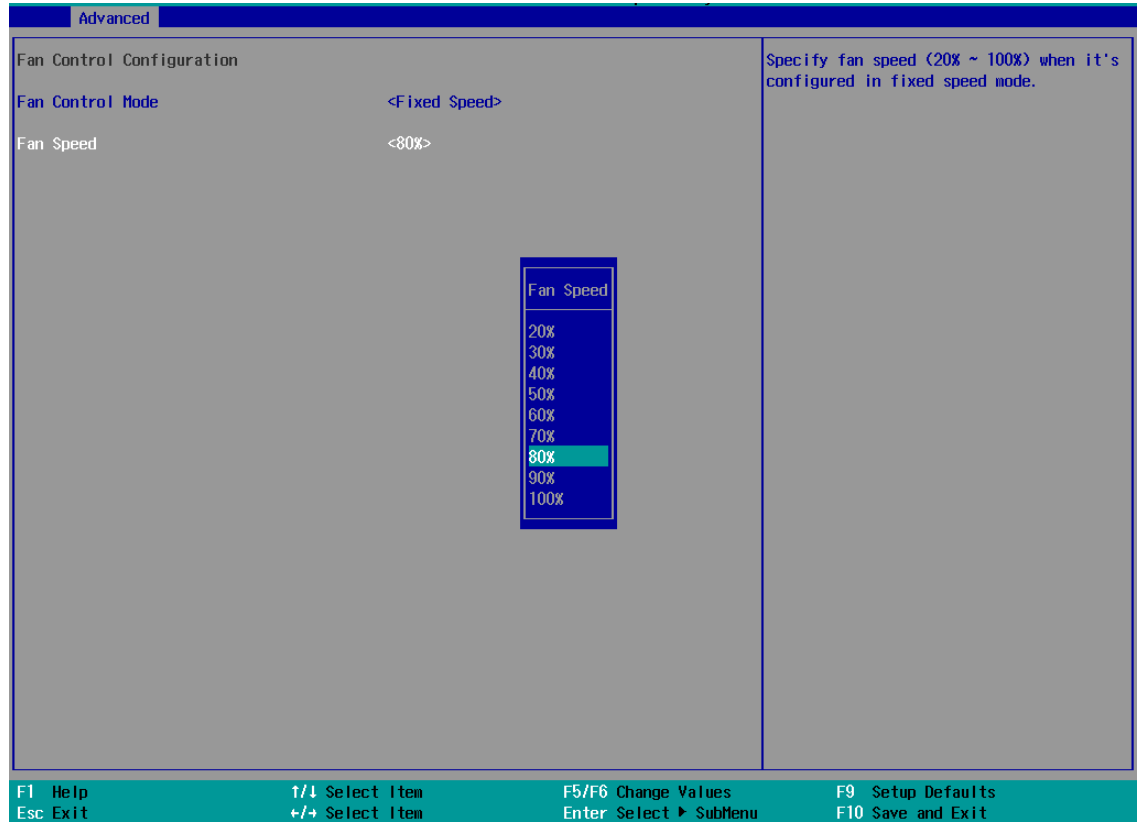 Advanced
Fan Control Configuration
Fan Control Mode <Fixed Speed>
Fan Speed <80%>
Specify fan speed (20% ~ 100%) when it's
configured in fixed speed mode.
Fan Speed
20%
30%
40%
50%
60%
70%
80%
90%
100%
F1 Help ↑/↓ Select Item F5/F6 Change Values F9 Setup Defaults
Esc Exit ←/→ Select Item Enter Select ▶ SubMenu F10 Save and Exit